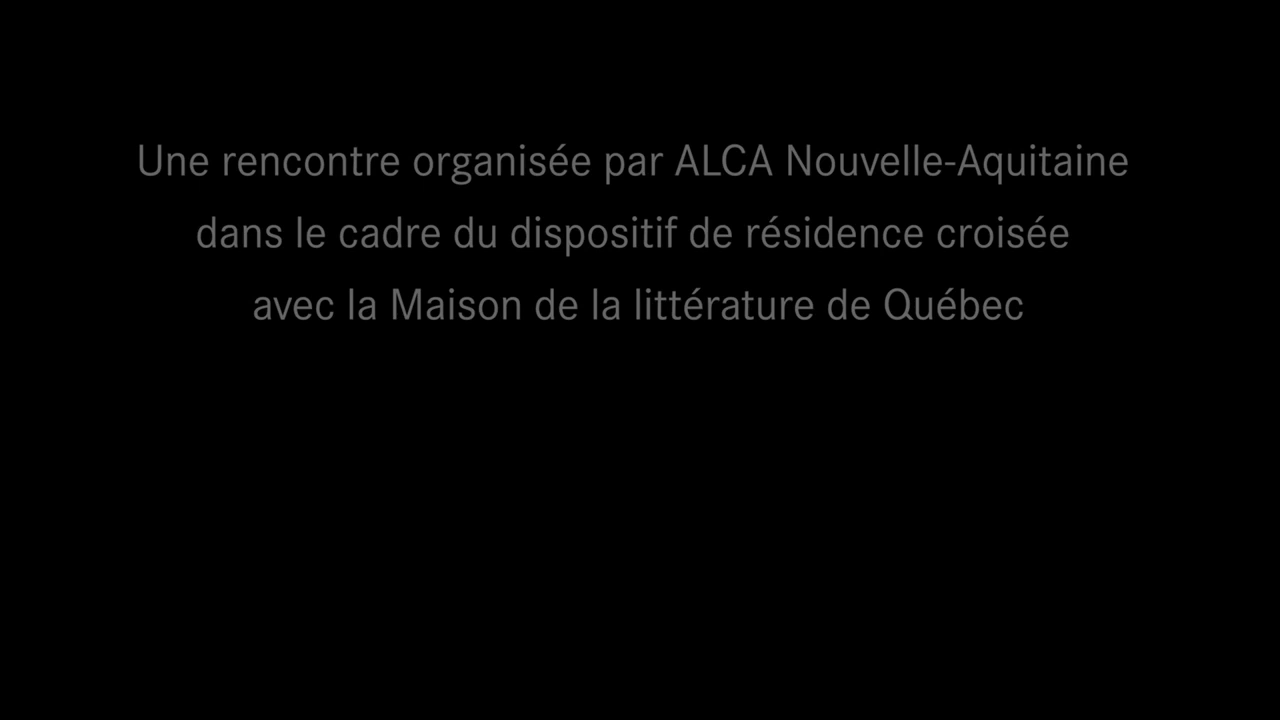 Une rencontre organisée par ALCA Nouvelle-Aquitaine
dans le cadre du dispositif de résidence croisée
avec la Maison de la littérature de Québec